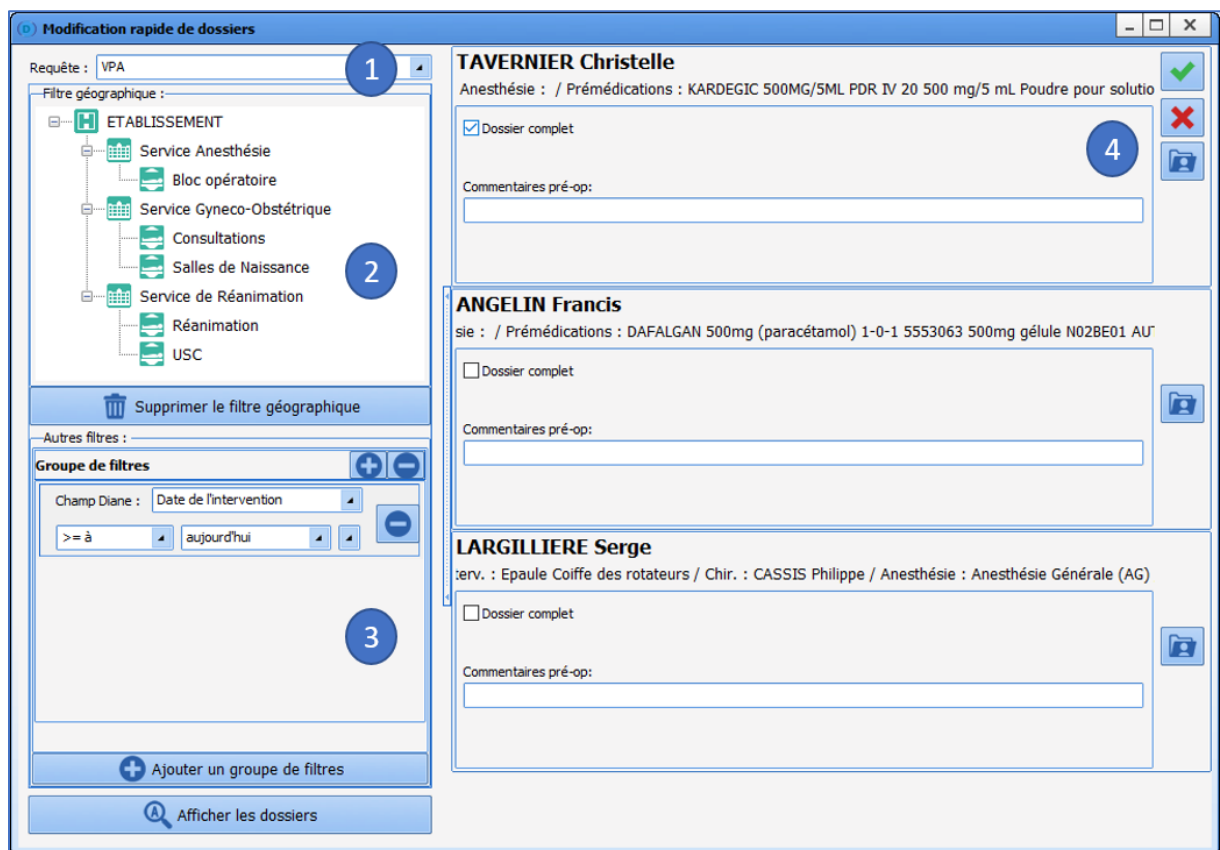 Modification rapide de dossiers
Requête : VPA
1
Filtre géographique :
ETABLISSEMENT
Service Anesthésie
Bloc opératoire
Service Gyneco-Obstétrique
Consultations
Salles de Naissance
2
Service de Réanimation
Réanimation
USC
Supprimer le filtre géographique
Autres filtres :
Groupe de filtres
Champ Diane : Date de l'intervention
>= à aujourd'hui
3
Ajouter un groupe de filtres
Afficher les dossiers
TAVERNIER Christelle
Anesthésie : / Prémédications : KARDEGIC 500MG/5ML PDR IV 20 500 mg/5 mL Poudre pour solutio
Dossier complet
4
Commentaires pré-op:
ANGELIN Francis
sie : / Prémédications : DAFALGAN 500mg (paracétamol) 1-0-1 5553063 500mg gélule N02BE01 AUT
Dossier complet
Commentaires pré-op:
LARGILLIERE Serge
terv. : Epaule Coiffe des rotateurs / Chir. : CASSIS Philippe / Anesthésie : Anesthésie Générale (AG)
Dossier complet
Commentaires pré-op: